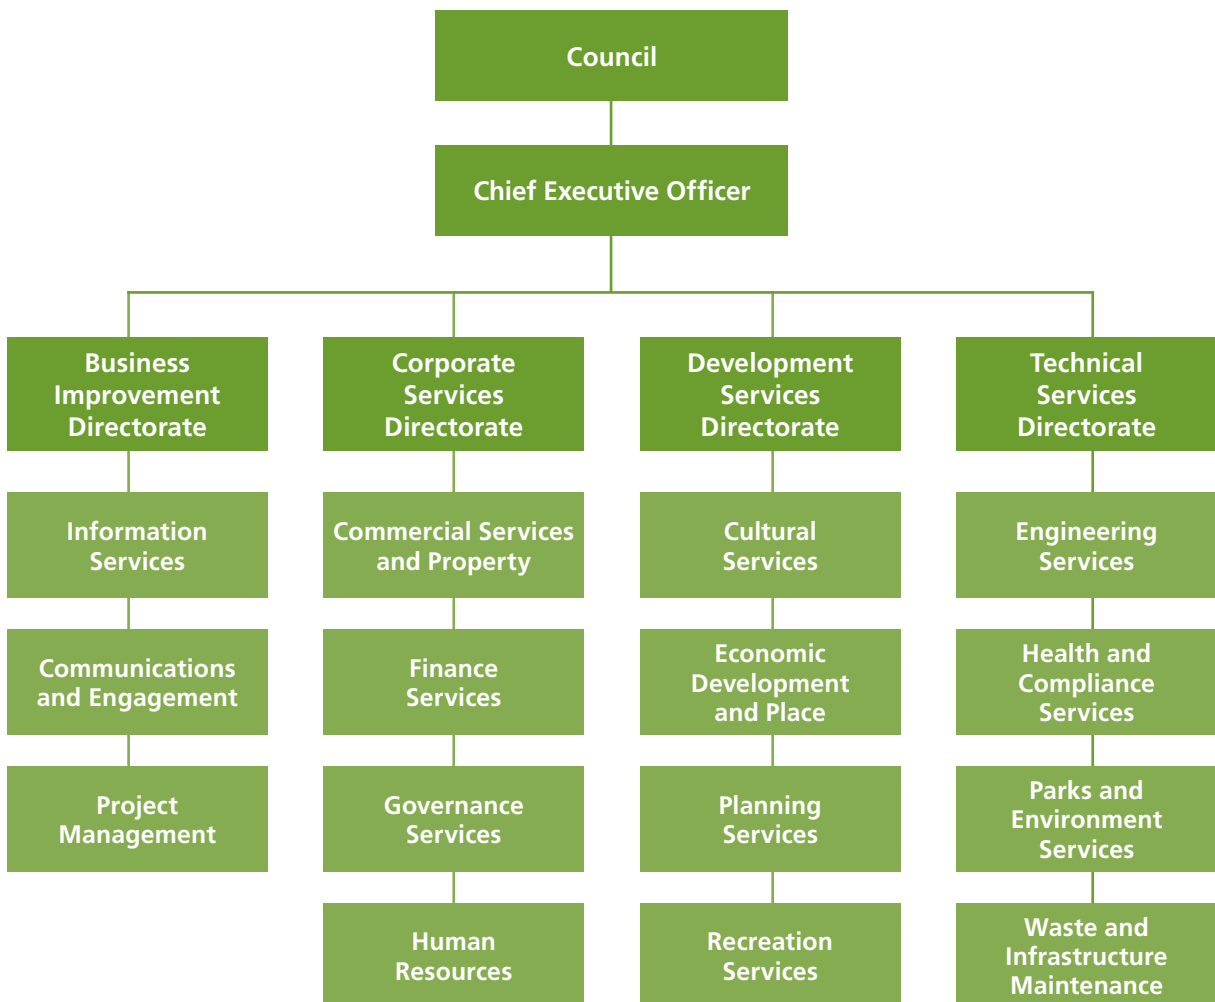 Council
Chief Executive Officer
Business
Improvement
Directorate
Corporate
Services
Directorate
Development
Services
Directorate
Technical
Services
Directorate
Information
Services
Commercial Services
and Property
Cultural
Services
Engineering
Services
Communications
and Engagement
Finance
Services
Economic
Development
and Place
Health and
Compliance
Services
Project
Management
Governance
Services
Planning
Services
Parks and
Environment
Services
Human
Resources
Recreation
Services
Waste and
Infrastructure
Maintenance